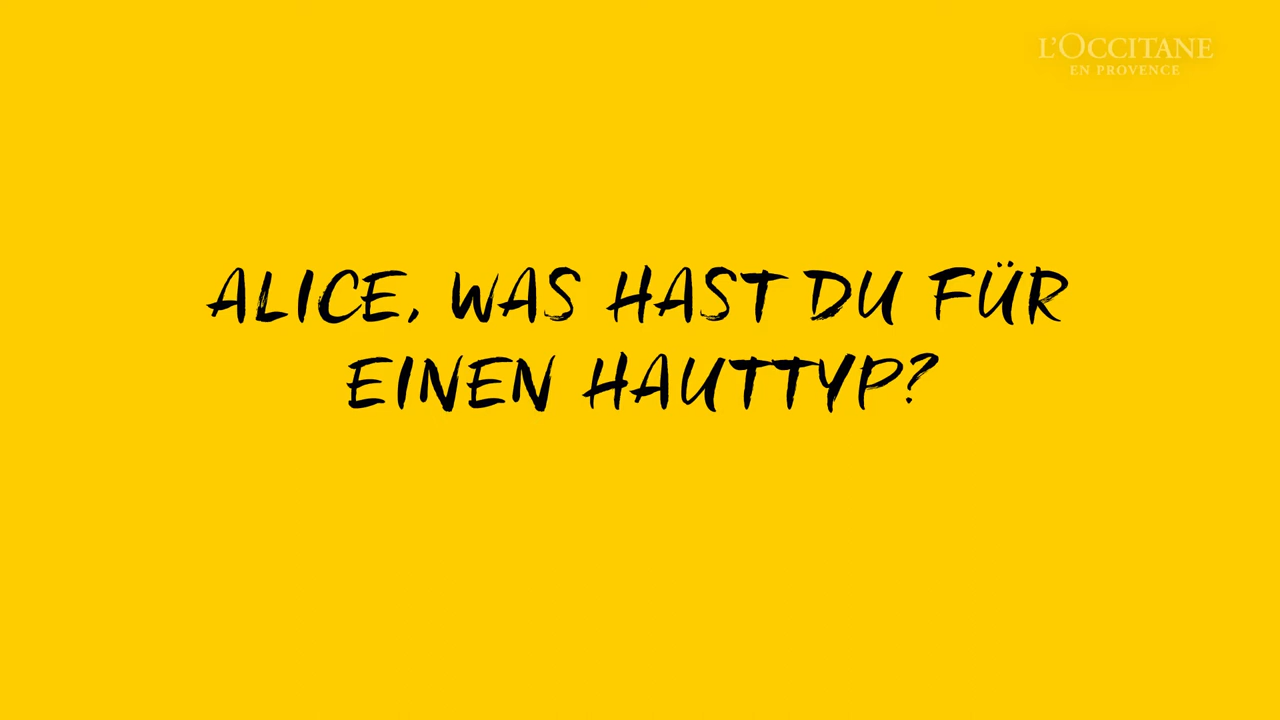 L'OCCITANE
EN PROVENCE
ALICE, WAS HAST DU FÜR
EINEN HAUTTYP?